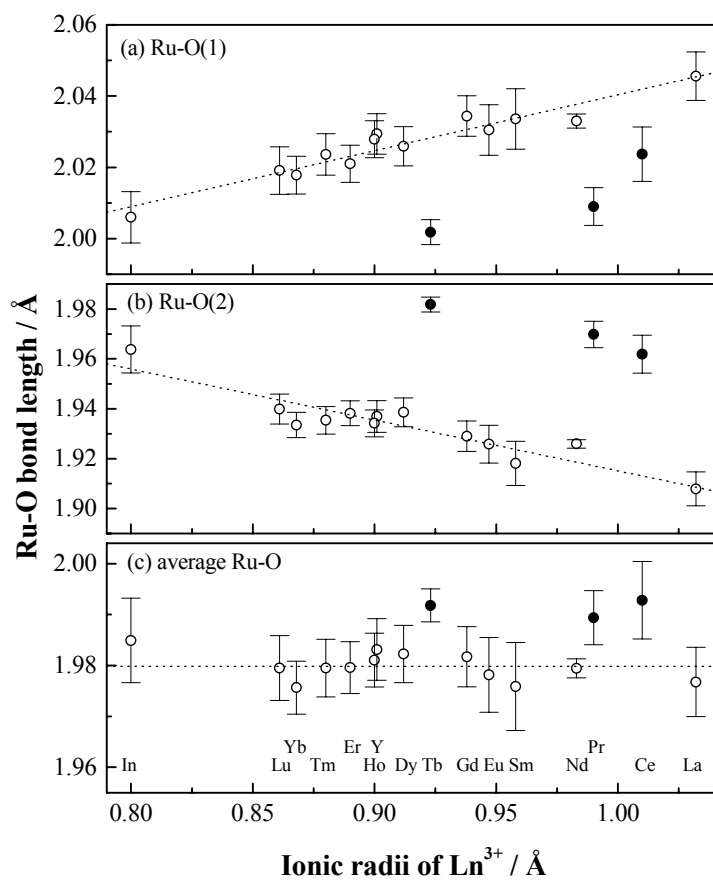 2.06
(a) Ru-O(1)
2.04
2.02
2.00
(b) Ru-O(2)
1.98
1.96
1.94
1.92
1.90
Ru-O bond length / Å
2.00
(c) average Ru-O
1.98
1.96
Yb Er Y Pr
In Lu Tm Ho Dy Tb Gd Eu Sm Nd Ce La
0.80 0.85 0.90 0.95 1.00
Ionic radii of Ln³⁺ / Å